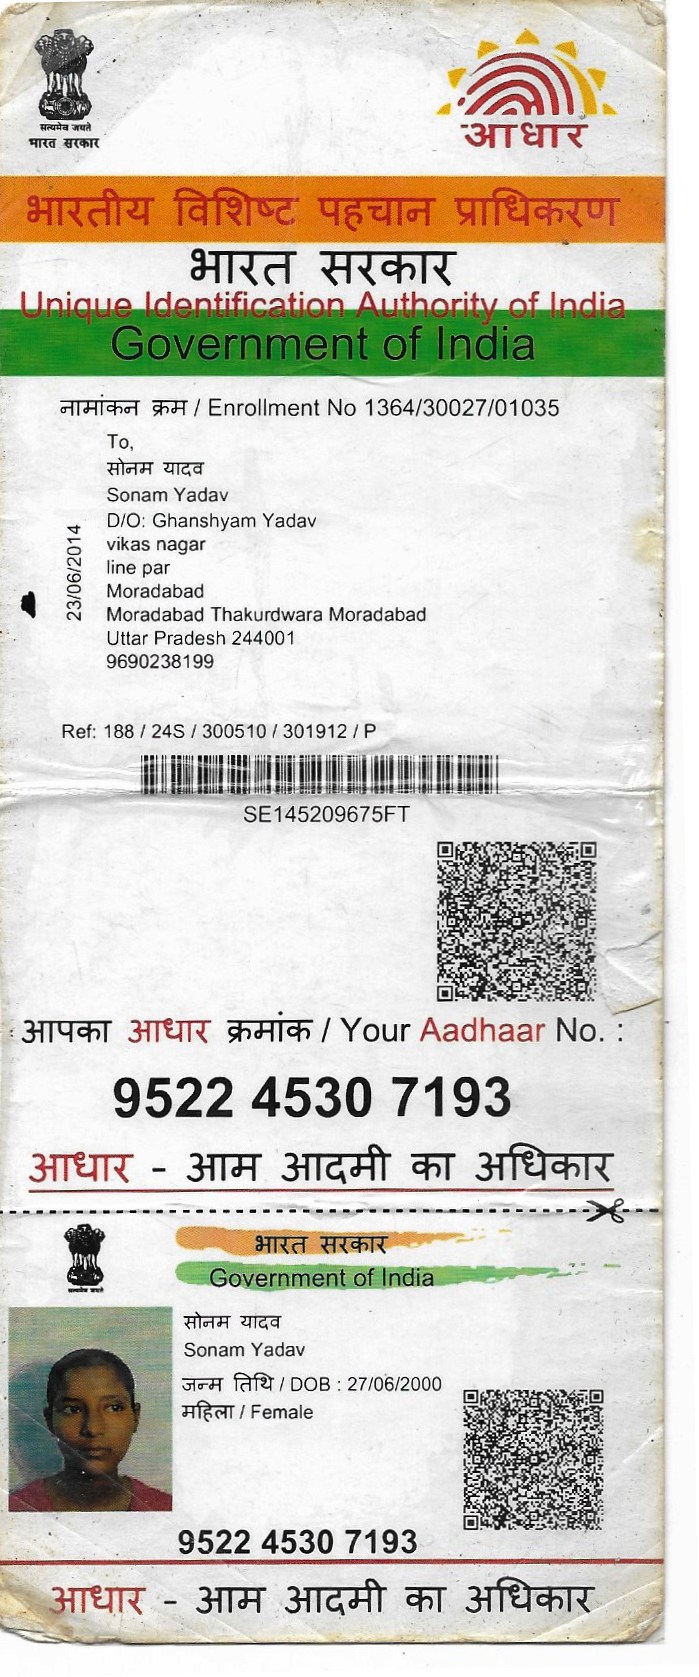 सत्यमेव जयते
भारत सरकार
आधार
भारतीय विशिष्ट पहचान प्राधिकरण
भारत सरकार
Unique Identification Authority of India
Government of India
नामांकन क्रम / Enrollment No 1364/30027/01035
To,
सोनम यादव
Sonam Yadav
D/O: Ghanshyam Yadav
vikas nagar
line par
Moradabad
Moradabad Thakurdwara Moradabad
Uttar Pradesh 244001
9690238199
23/06/2014
Ref: 188 / 24S / 300510 / 301912 / P
SE145209675FT
आपका आधार क्रमांक / Your Aadhaar No. :
9522 4530 7193
आधार - आम आदमी का अधिकार
सत्यमेव जयते
भारत सरकार
Government of India
सोनम यादव
Sonam Yadav
जन्म तिथि / DOB : 27/06/2000
महिला / Female
9522 4530 7193
आधार - आम आदमी का अधिकार